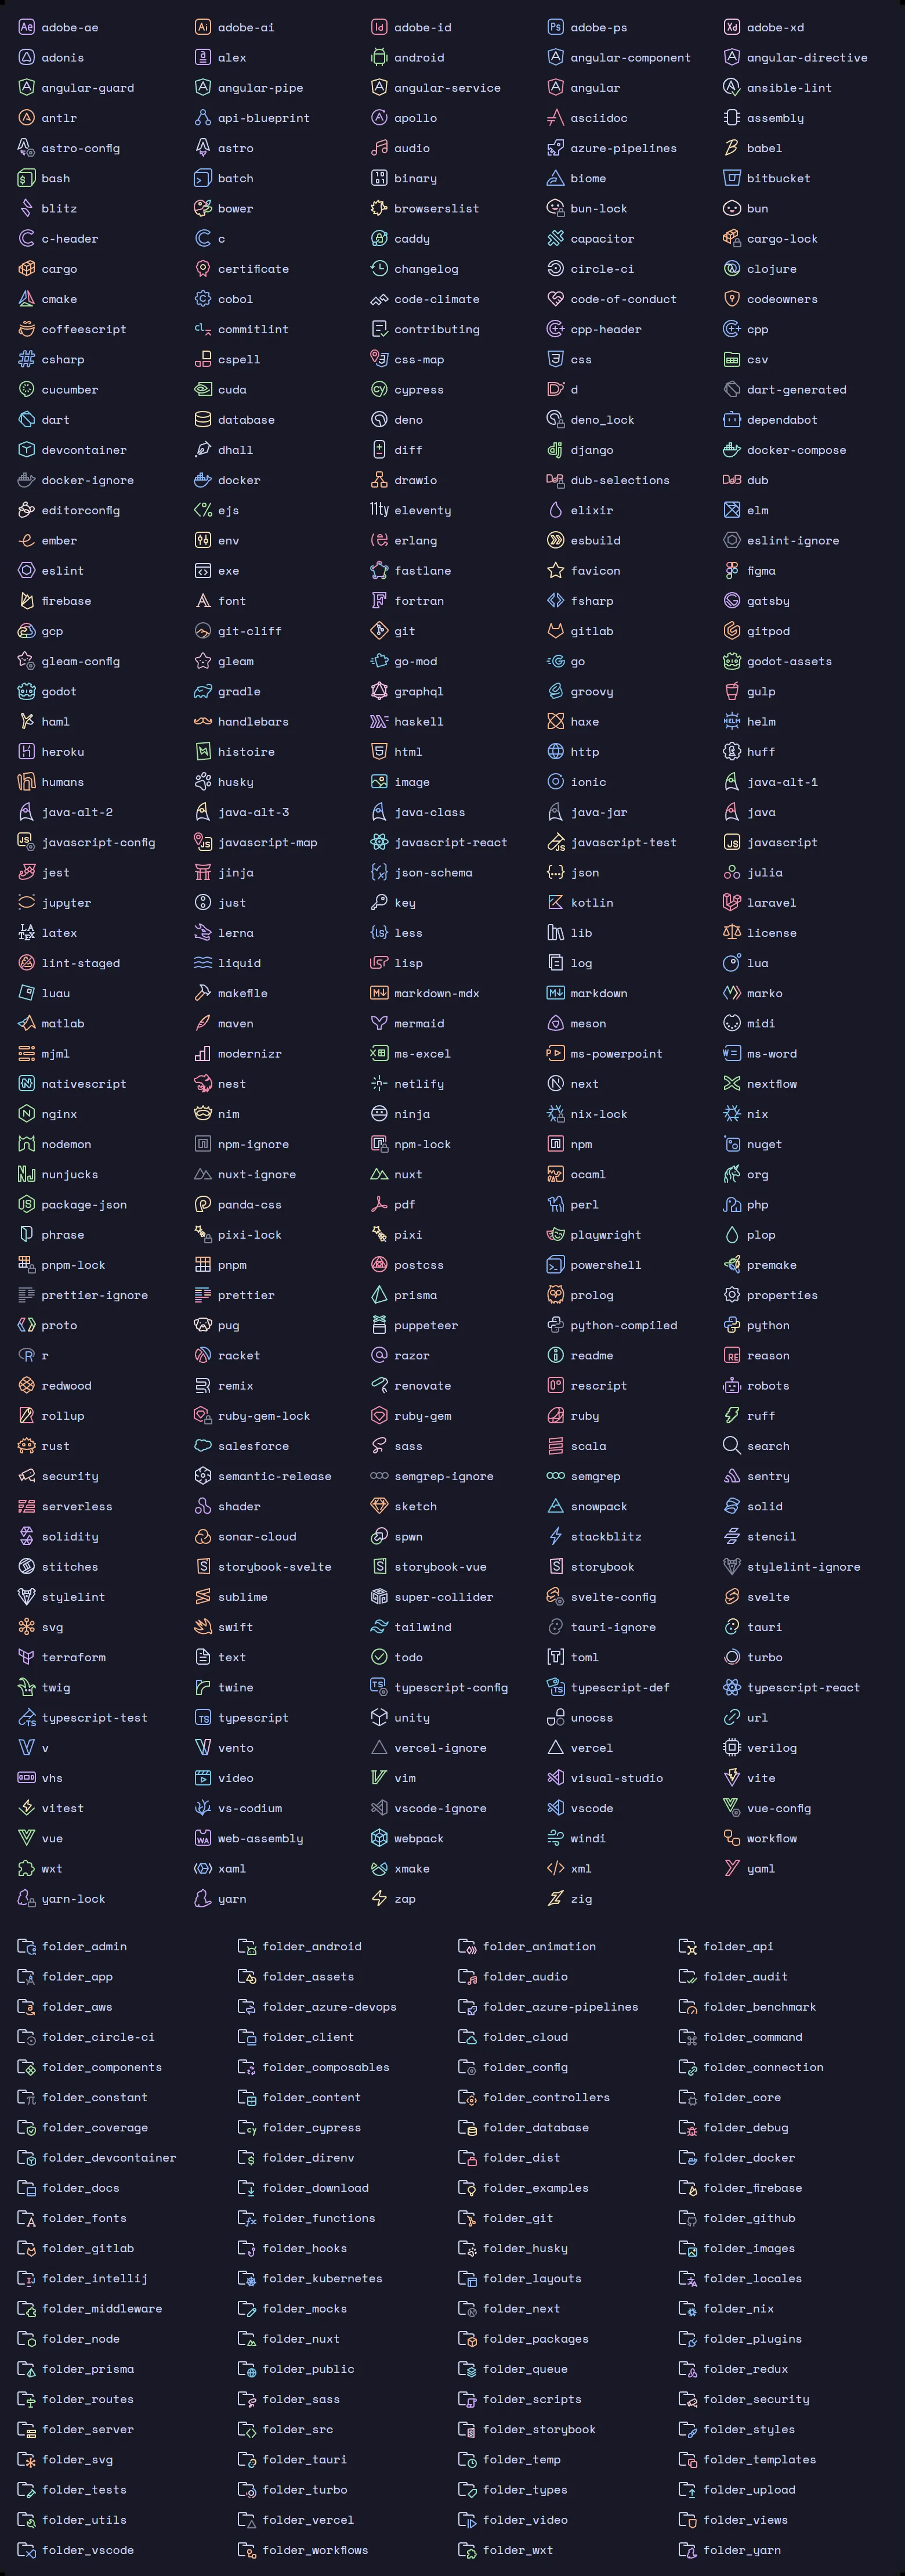 adobe-ae adobe-ai adobe-id adobe-ps adobe-xd
adonis alex android angular-component angular-directive
angular-guard angular-pipe angular-service angular ansible-lint
antlr api-blueprint apollo asciidoc assembly
astro-config astro audio azure-pipelines babel
bash batch binary biome bitbucket
blitz bower browserslist bun-lock bun
c-header c caddy capacitor cargo-lock
cargo certificate changelog circle-ci clojure
cmake cobol code-climate code-of-conduct codeowners
coffeescript commitlint contributing cpp-header cpp
csharp cspell css-map css csv
cucumber cuda cypress d dart-generated
dart database deno deno_lock dependabot
devcontainer dhall diff django docker-compose
docker-ignore docker drawio dub-selections dub
editorconfig ejs eleventy elixir elm
ember env erlang esbuild eslint-ignore
eslint exe fastlane favicon figma
firebase font fortran fsharp gatsby
gcp git-cliff git gitlab gitpod
gleam-config gleam go-mod go godot-assets
godot gradle graphql groovy gulp
haml handlebars haskell haxe helm
heroku histoire html http huff
humans husky image ionic java-alt-1
java-alt-2 java-alt-3 java-class java-jar java
javascript-config javascript-map javascript-react javascript-test javascript
jest jinja json-schema json julia
jupyter just key kotlin laravel
latex lerna less lib license
lint-staged liquid lisp log lua
luau makefile markdown-mdx markdown marko
matlab maven mermaid meson midi
mjml modernizr ms-excel ms-powerpoint ms-word
nativescript nest netlify next nextflow
nginx nim ninja nix-lock nix
nodemon npm-ignore npm-lock npm nuget
nunjucks nuxt-ignore nuxt ocaml org
package-json panda-css pdf perl php
phrase pixi-lock pixi playwright plop
pnpm-lock pnpm postcss powershell premake
prettier-ignore prettier prisma prolog properties
proto pug puppeteer python-compiled python
r racket razor readme reason
redwood remix renovate rescript robots
rollup ruby-gem-lock ruby-gem ruby ruff
rust salesforce sass scala search
security semantic-release semgrep-ignore semgrep sentry
serverless shader sketch snowpack solid
solidity sonar-cloud spwn stackblitz stencil
stitches storybook-svelte storybook-vue storybook stylelint-ignore
stylelint sublime super-collider svelte-config svelte
svg swift tailwind tauri-ignore tauri
terraform text todo toml turbo
twig twine typescript-config typescript-def typescript-react
typescript-test typescript unity unocss url
v vento vercel-ignore vercel verilog
vhs video vim visual-studio vite
vitest vs-codium vscode-ignore vscode vue-config
vue web-assembly webpack windi workflow
wxt xaml xmake xml yaml
yarn-lock yarn zap zig
folder_admin folder_android folder_animation folder_api
folder_app folder_assets folder_audio folder_audit
folder_aws folder_azure-devops folder_azure-pipelines folder_benchmark
folder_circle-ci folder_client folder_cloud folder_command
folder_components folder_composables folder_config folder_connection
folder_constant folder_content folder_controllers folder_core
folder_coverage folder_cypress folder_database folder_debug
folder_devcontainer folder_direnv folder_dist folder_docker
folder_docs folder_download folder_examples folder_firebase
folder_fonts folder_functions folder_git folder_github
folder_gitlab folder_hooks folder_husky folder_images
folder_intellij folder_kubernetes folder_layouts folder_locales
folder_middleware folder_mocks folder_next folder_nix
folder_node folder_nuxt folder_packages folder_plugins
folder_prisma folder_public folder_queue folder_redux
folder_routes folder_sass folder_scripts folder_security
folder_server folder_src folder_storybook folder_styles
folder_svg folder_tauri folder_temp folder_templates
folder_tests folder_turbo folder_types folder_upload
folder_utils folder_vercel folder_video folder_views
folder_vscode folder_workflows folder_wxt folder_yarn